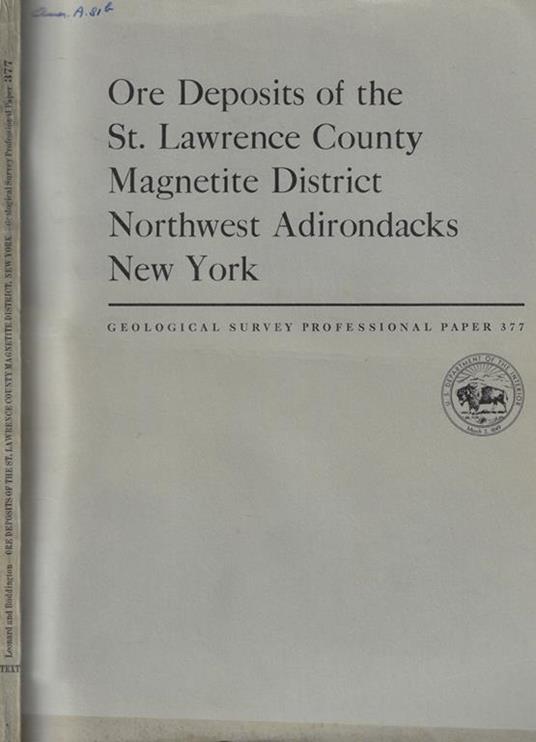 Ore Deposits of the
St. Lawrence County
Magnetite District
Northwest Adirondacks
New York
GEOLOGICAL SURVEY PROFESSIONAL PAPER 377
U.S. DEPARTMENT OF THE INTERIOR
March 3, 1849
Leonard and Buddington—ORE DEPOSITS OF THE ST. LAWRENCE COUNTY MAGNETITE DISTRICT, NEW YORK—Geological Survey Professional Paper 377
TEXT